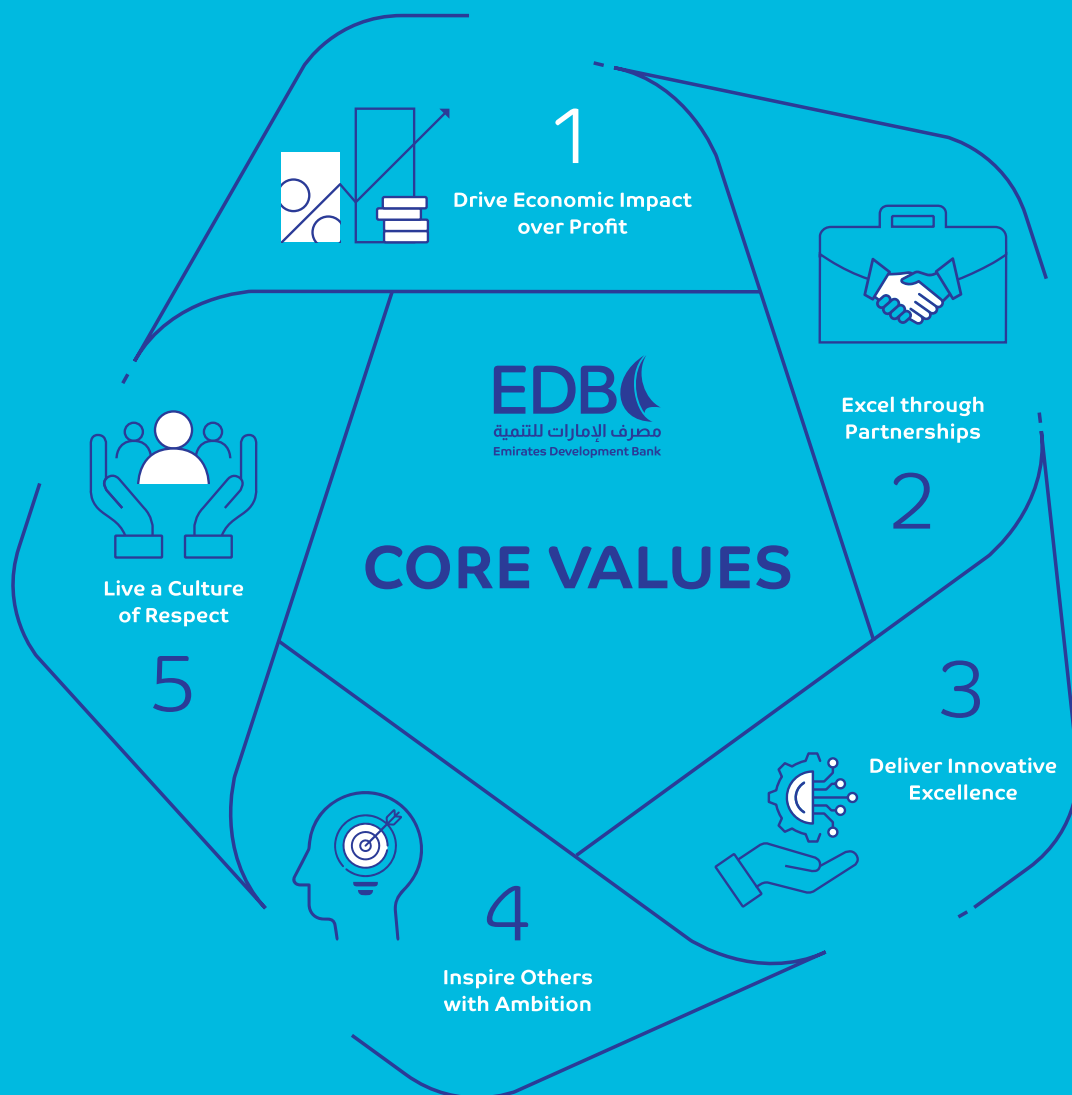 1
Drive Economic Impact
over Profit
EDB
مصرف الإمارات للتنمية
Emirates Development Bank
CORE VALUES
Excel through
Partnerships
2
3
Deliver Innovative
Excellence
4
Inspire Others
with Ambition
Live a Culture
of Respect
5